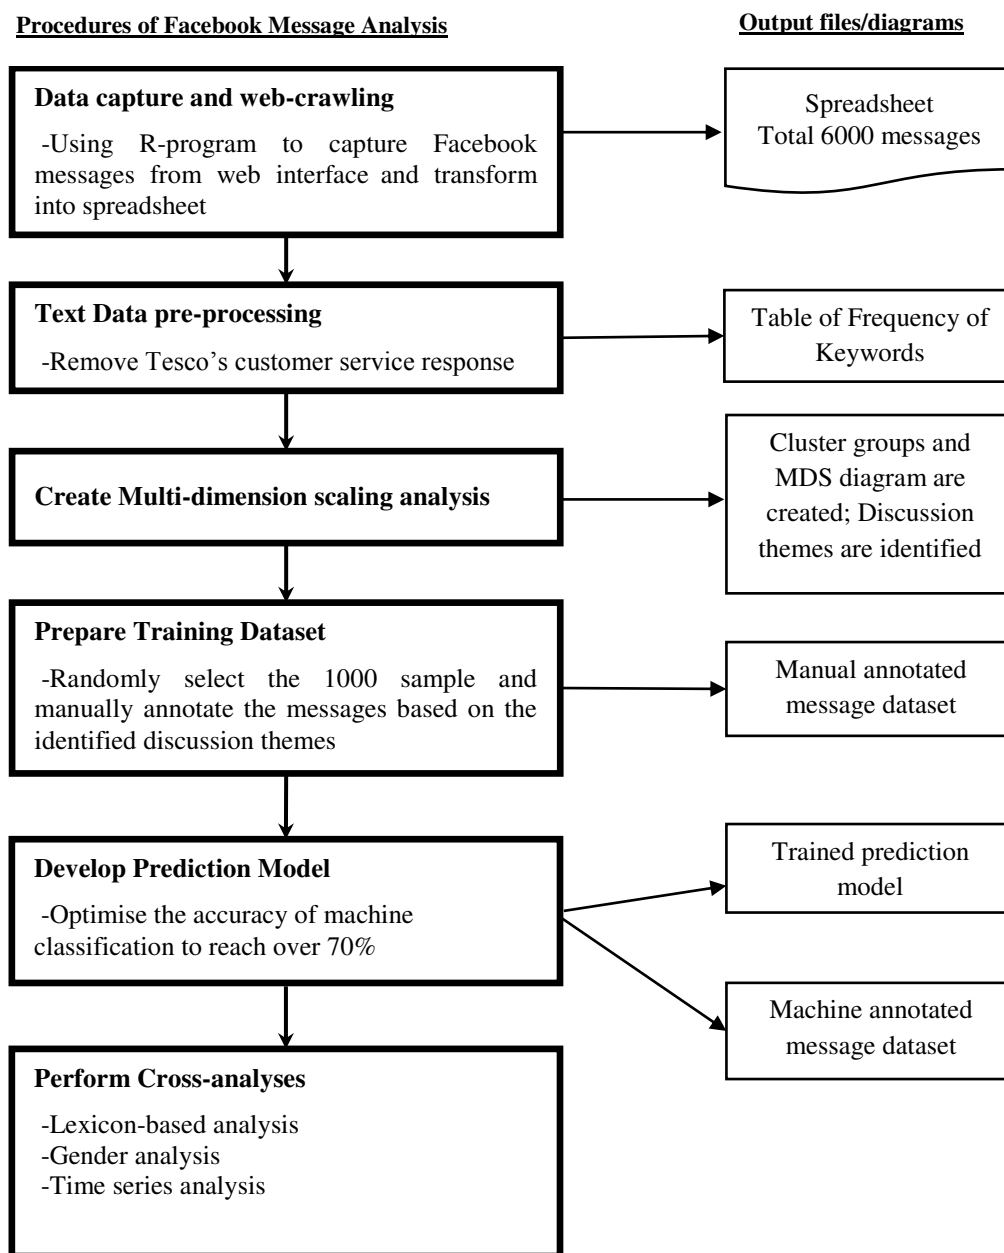 Procedures of Facebook Message Analysis
Output files/diagrams
Data capture and web-crawling
-Using R-program to capture Facebook
messages from web interface and transform
into spreadsheet
Spreadsheet
Total 6000 messages
Text Data pre-processing
-Remove Tesco’s customer service response
Table of Frequency of
Keywords
Create Multi-dimension scaling analysis
Cluster groups and
MDS diagram are
created; Discussion
themes are identified
Prepare Training Dataset
-Randomly select the 1000 sample and
manually annotate the messages based on the
identified discussion themes
Manual annotated
message dataset
Develop Prediction Model
-Optimise the accuracy of machine
classification to reach over 70%
Trained prediction
model
Machine annotated
message dataset
Perform Cross-analyses
-Lexicon-based analysis
-Gender analysis
-Time series analysis